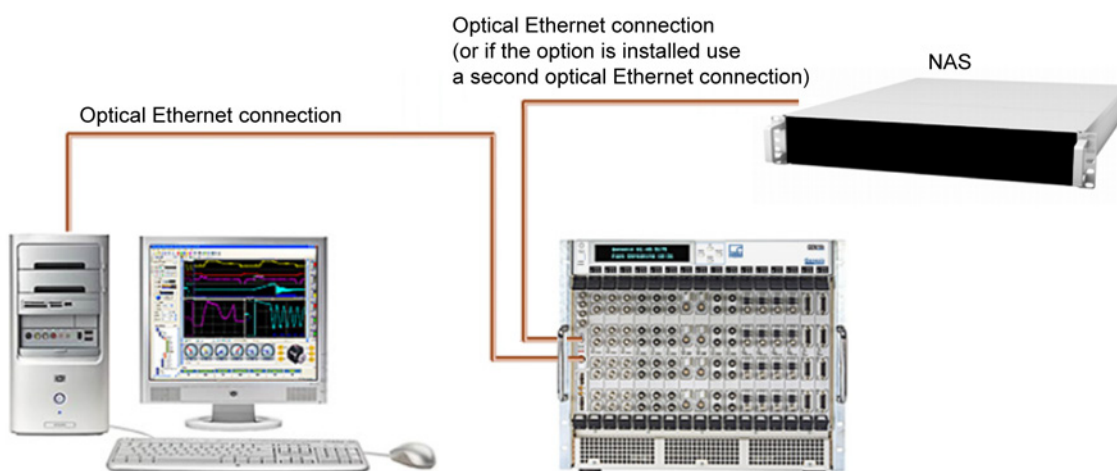 Optical Ethernet connection
(or if the option is installed use
a second optical Ethernet connection)
NAS
Optical Ethernet connection